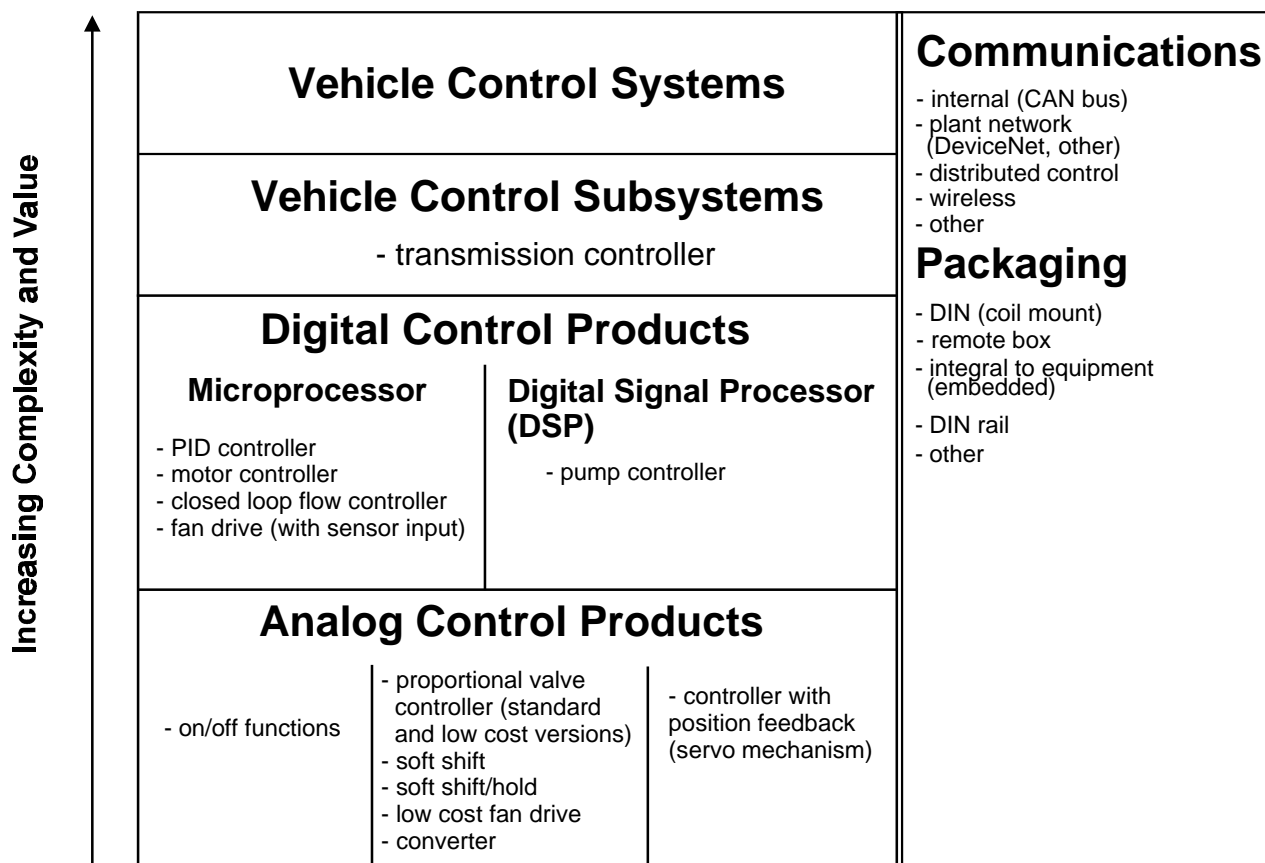 Increasing Complexity and Value
Vehicle Control Systems
Vehicle Control Subsystems
- transmission controller
Digital Control Products
Microprocessor
- PID controller
- motor controller
- closed loop flow controller
- fan drive (with sensor input)
Digital Signal Processor
(DSP)
- pump controller
Analog Control Products
- on/off functions
- proportional valve
controller (standard
and low cost versions)
- soft shift
- soft shift/hold
- low cost fan drive
- converter
- controller with
position feedback
(servo mechanism)
Communications
- internal (CAN bus)
- plant network
(DeviceNet, other)
- distributed control
- wireless
- other
Packaging
- DIN (coil mount)
- remote box
- integral to equipment
(embedded)
- DIN rail
- other